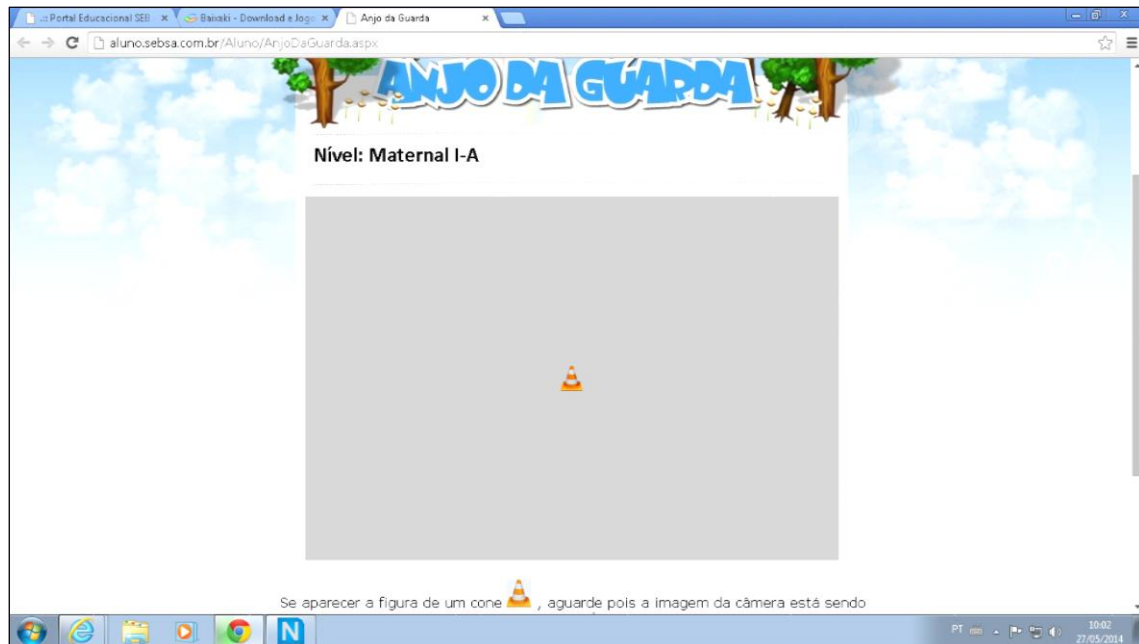 .:: Portal Educacional SEI!
Baixaki - Download e Jogo
Anjo da Guarda
aluno.sebsa.com.br/Aluno/AnjoDaGuarda.aspx
ANJO DA GUARDA
Nível: Maternal I-A
Se aparecer a figura de um cone , aguarde pois a imagem da câmera está sendo
N
PT
10:02
27/05/2014